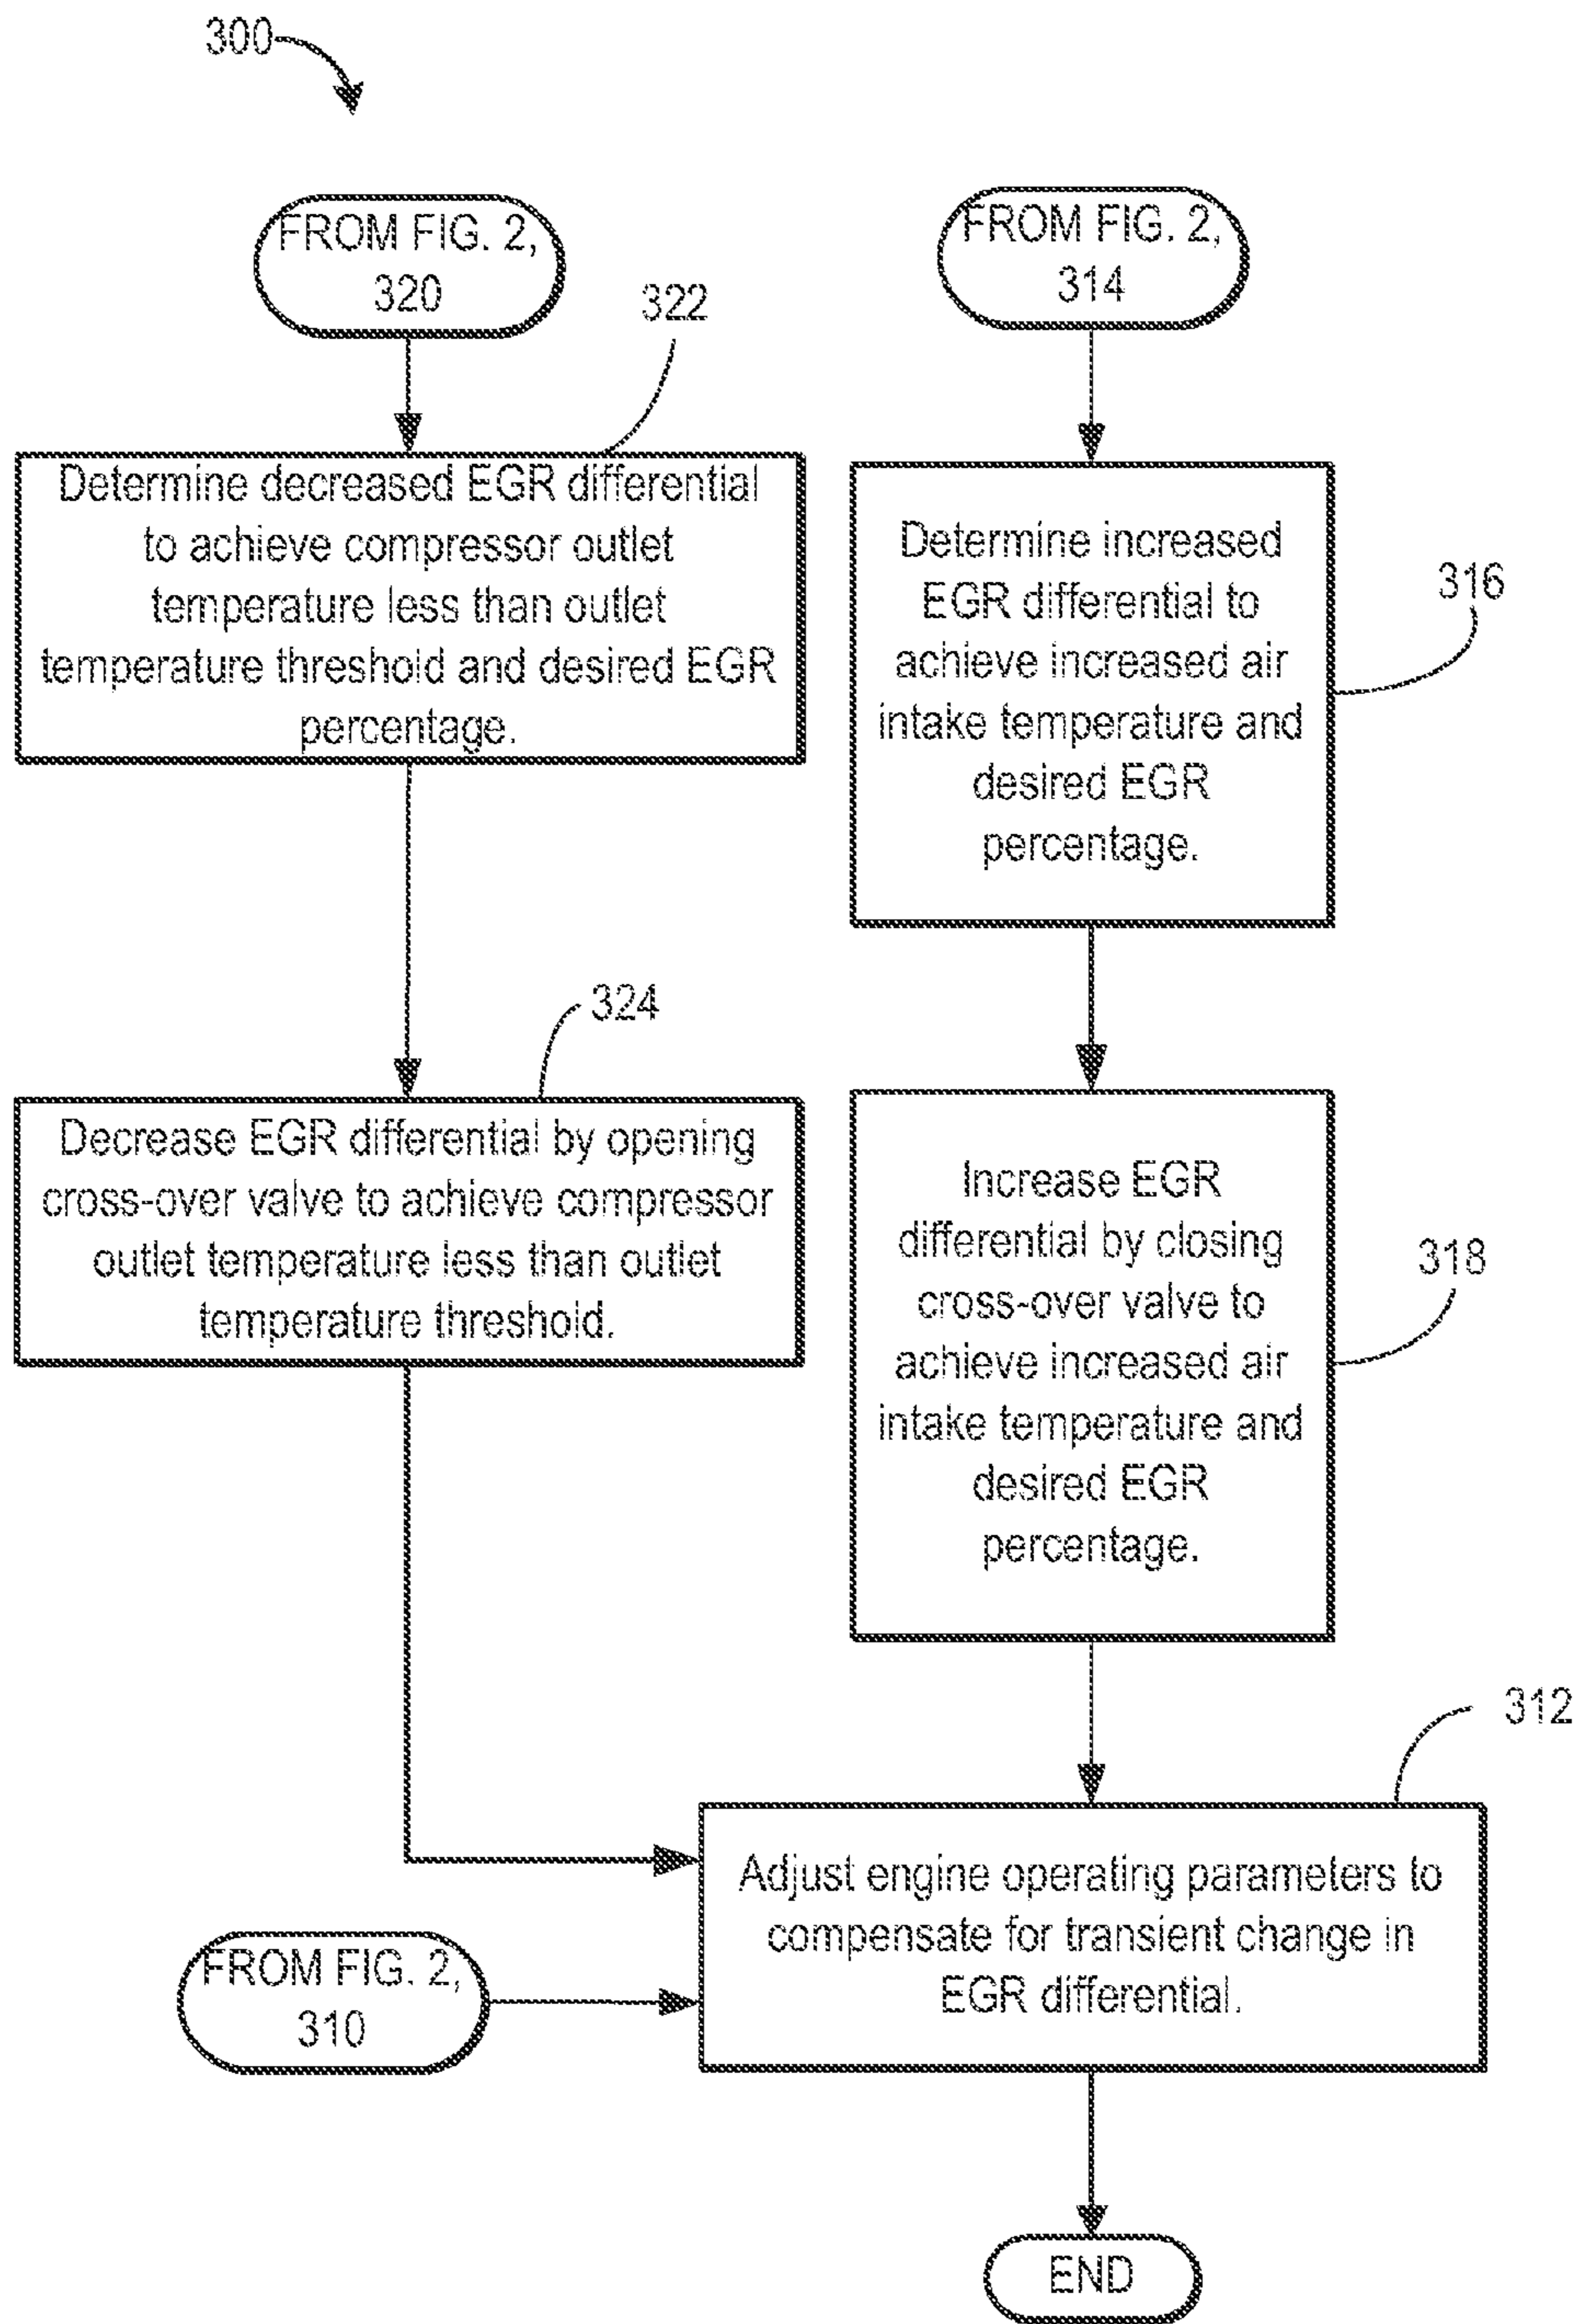 300
FROM FIG. 2,
320
322
Determine decreased EGR differential
to achieve compressor outlet
temperature less than outlet
temperature threshold and desired EGR
percentage.
324
Decrease EGR differential by opening
cross-over valve to achieve compressor
outlet temperature less than outlet
temperature threshold.
FROM FIG. 2,
314
316
Determine increased
EGR differential to
achieve increased air
intake temperature and
desired EGR
percentage.
318
Increase EGR
differential by closing
cross-over valve to
achieve increased air
intake temperature and
desired EGR
percentage.
FROM FIG. 2,
310
312
Adjust engine operating parameters to
compensate for transient change in
EGR differential.
END